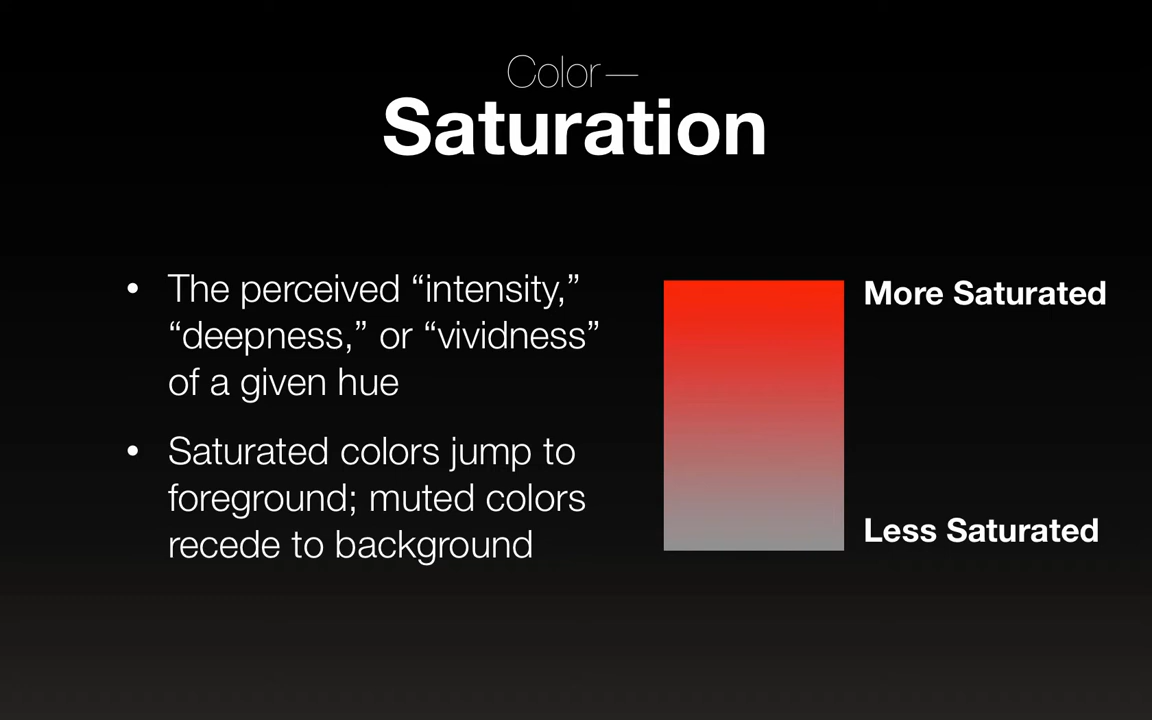 Color—
Saturation
• The perceived “intensity,”
“deepness,” or “vividness”
of a given hue
• Saturated colors jump to
foreground; muted colors
recede to background
More Saturated
Less Saturated